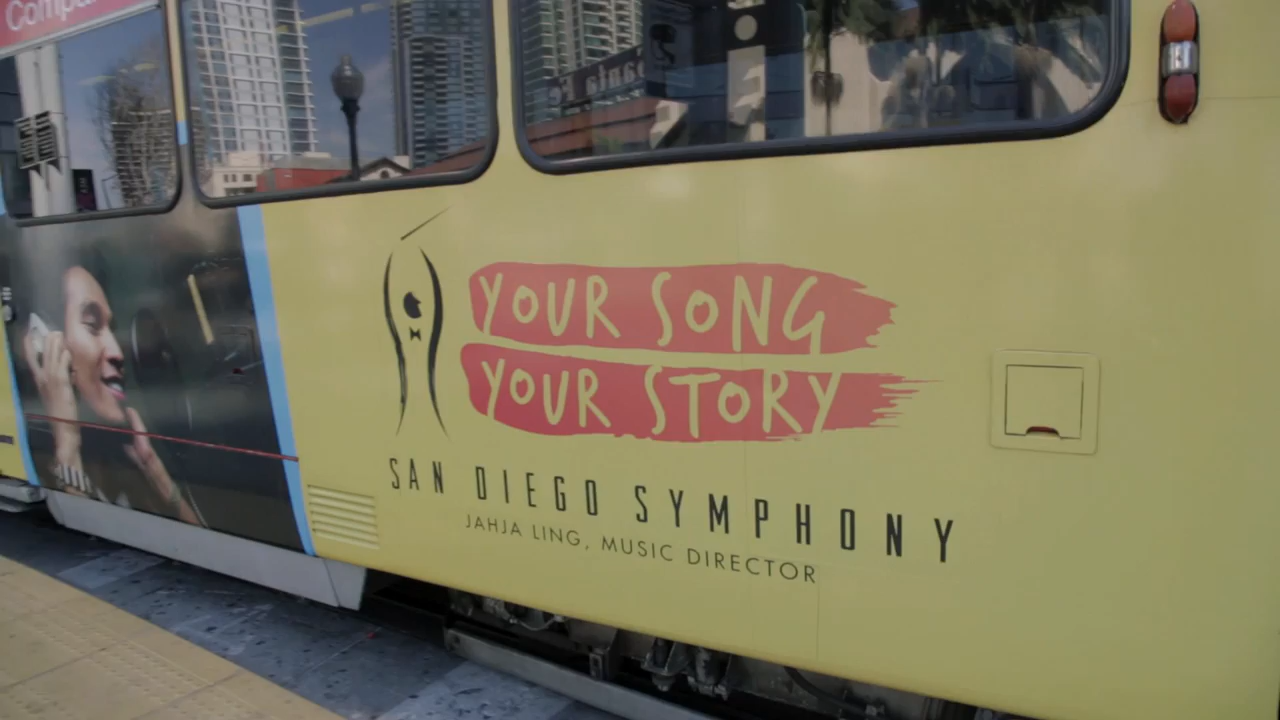 YOUR SONG
YOUR STORY
SAN DIEGO SYMPHONY
JAHJA LING, MUSIC DIRECTOR